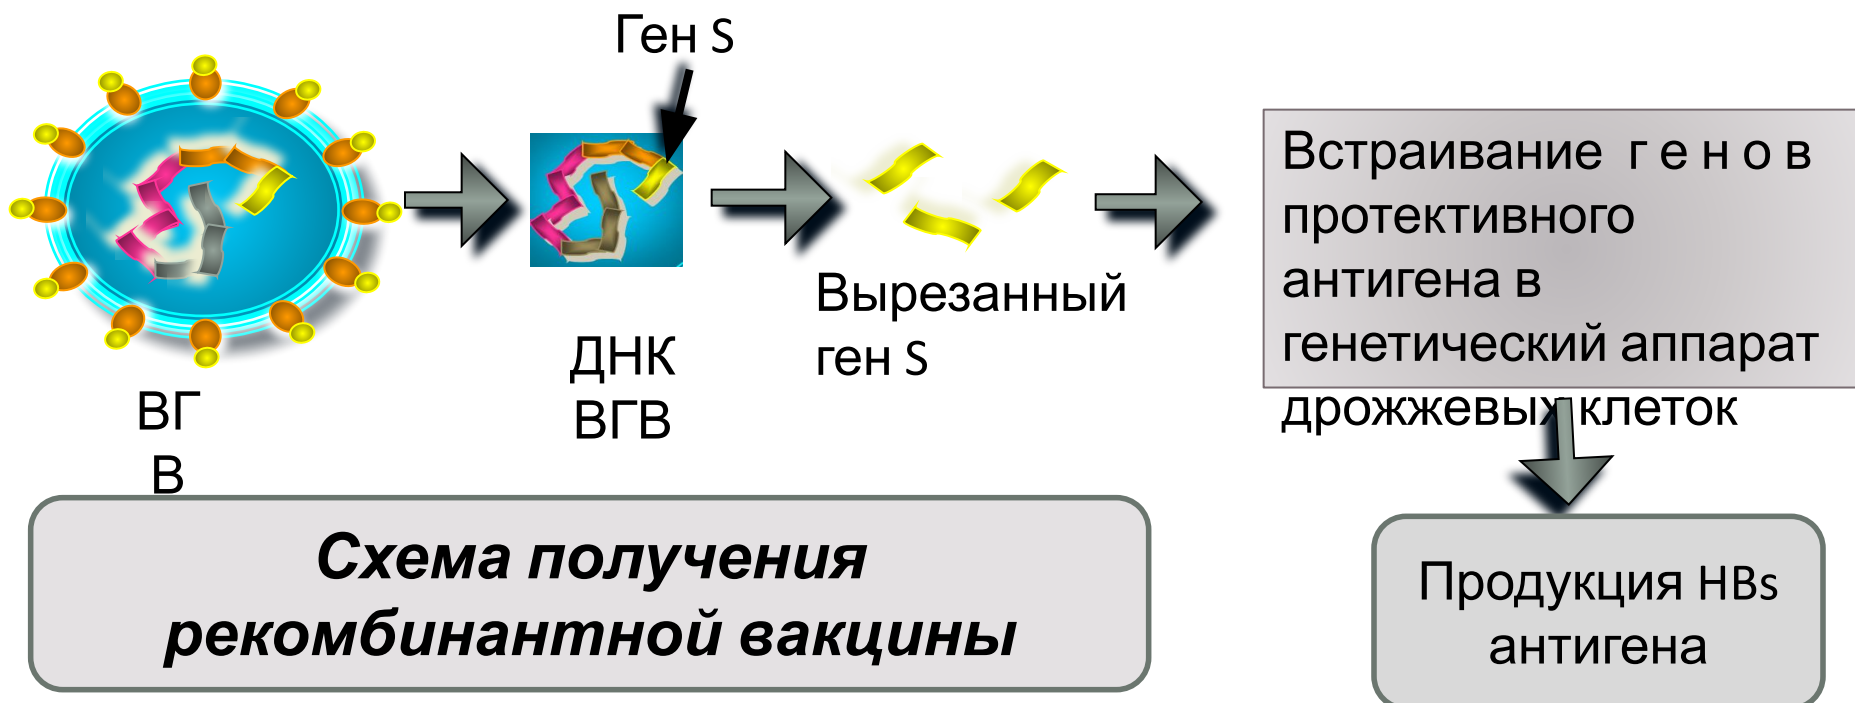 Ген S
ВГ
В
ДНК
ВГВ
Вырезанный
ген S
Встраивание г е н о в
протективного
антигена в
генетический аппарат
дрожжевых клеток
Схема получения
рекомбинантной вакцины
Продукция HBs
антигена